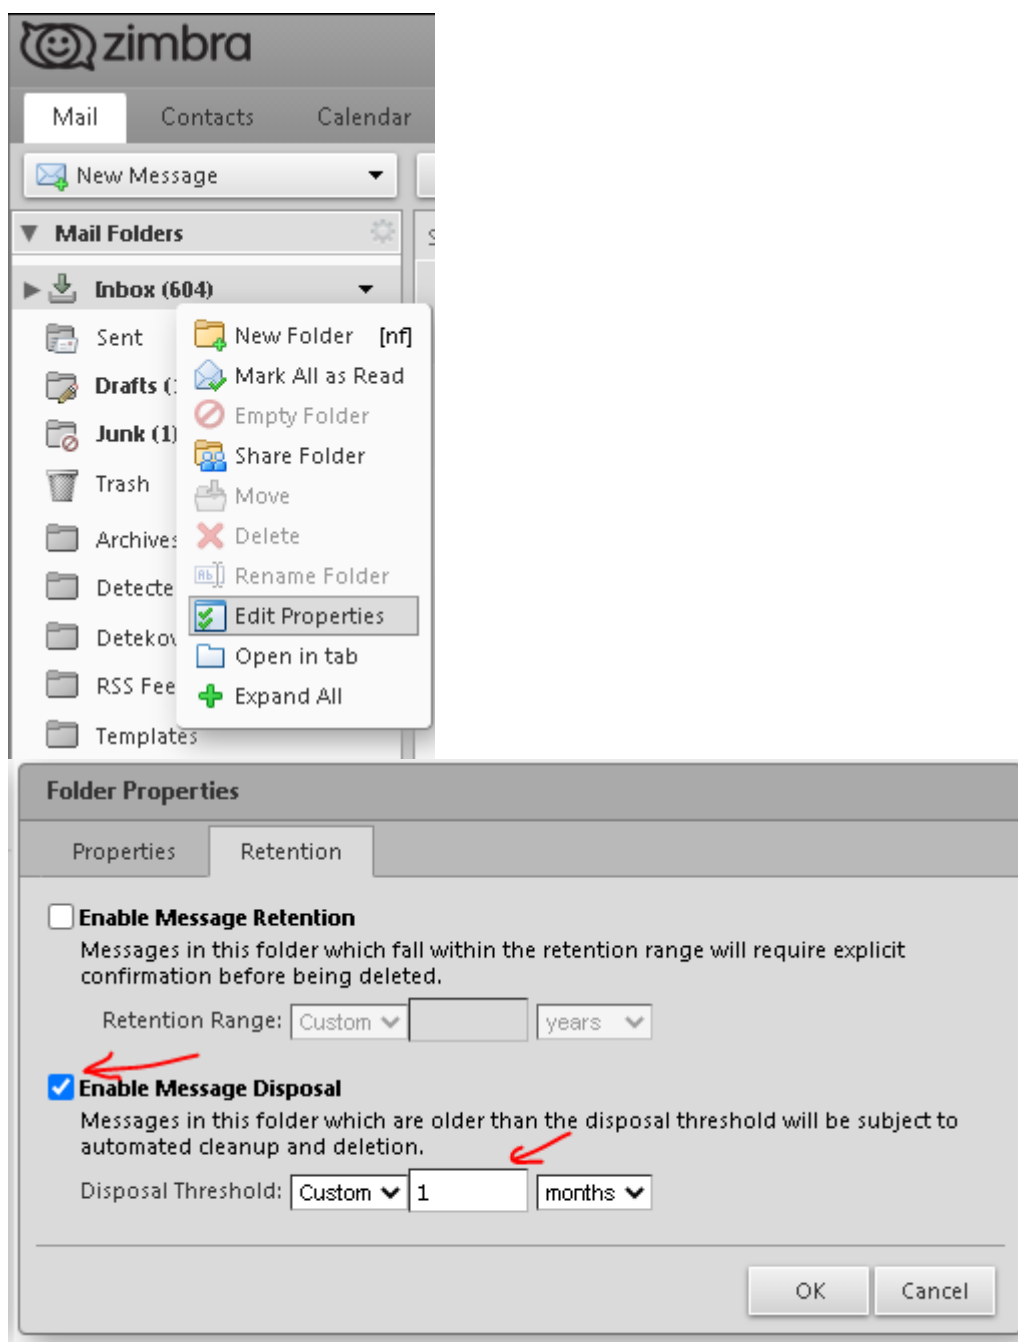 zimbra
Mail Contacts Calendar
New Message
Mail Folders
Inbox (604)
New Folder [nf]
Sent
Mark All as Read
Drafts (
Empty Folder
Junk (1)
Share Folder
Trash
Move
Archives
Delete
Detecte
Rename Folder
Edit Properties
Detekov
Open in tab
RSS Fee
Expand All
Templates
Folder Properties
Properties Retention
Enable Message Retention
Messages in this folder which fall within the retention range will require explicit
confirmation before being deleted.
Retention Range: Custom years
Enable Message Disposal
Messages in this folder which are older than the disposal threshold will be subject to
automated cleanup and deletion.
Disposal Threshold: Custom 1 months
OK Cancel